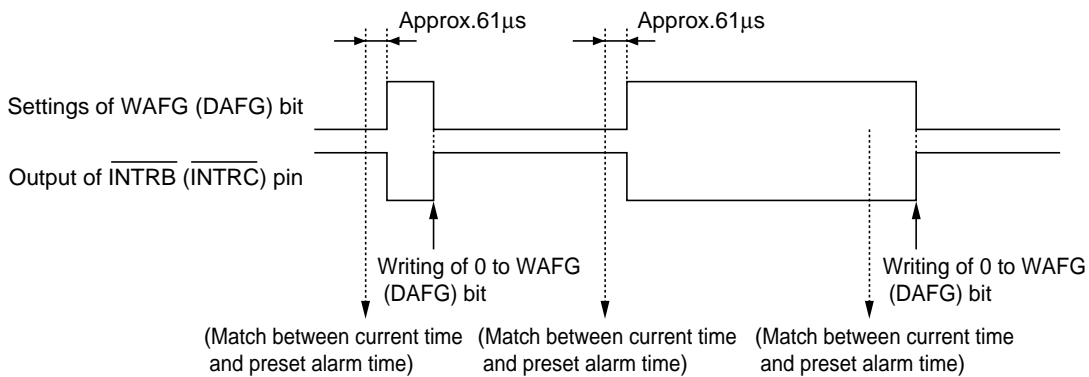 Approx.61μs
Approx.61μs
Settings of WAFG (DAFG) bit
Output of INTRB (INTRC) pin
Writing of 0 to WAFG
(DAFG) bit
Writing of 0 to WAFG
(DAFG) bit
(Match between current time
and preset alarm time)
(Match between current time
and preset alarm time)
(Match between current time
and preset alarm time)